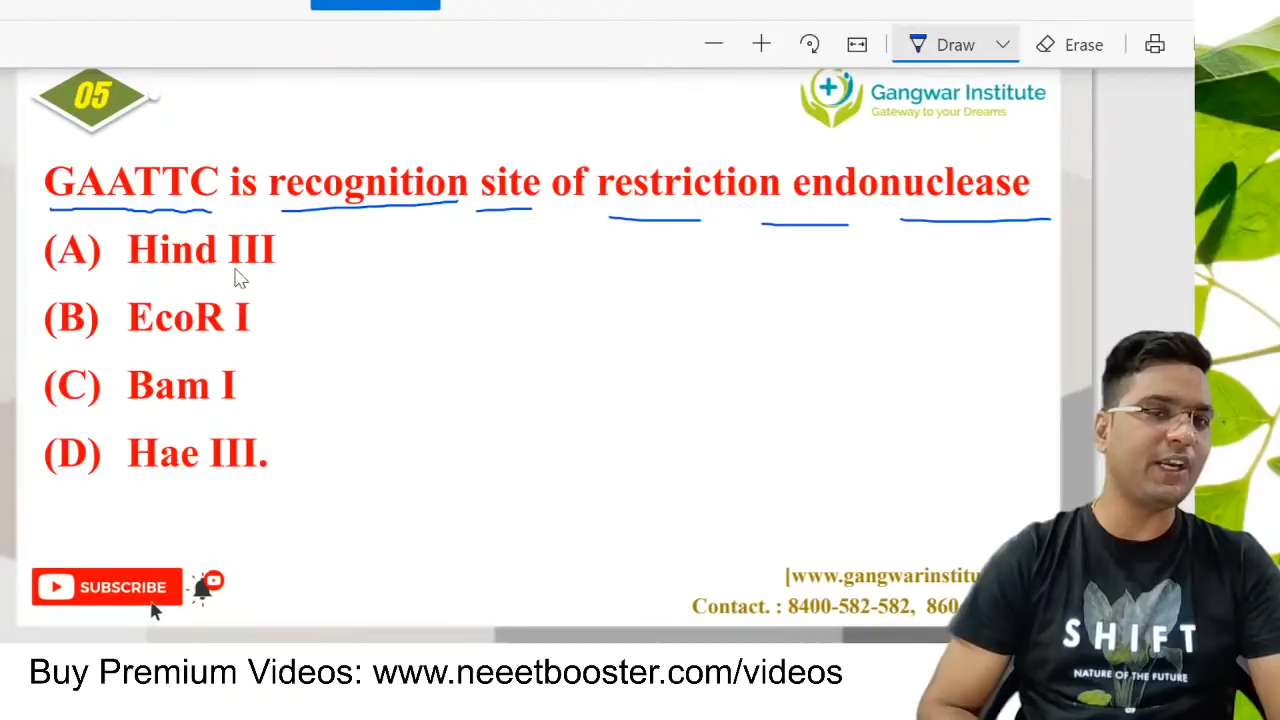 Draw
Erase
05
Gangwar Institute
Gateway to your Dreams
GAATTC is recognition site of restriction endonuclease
(A) Hind III
(B) EcoR I
(C) Bam I
(D) Hae III.
SUBSCRIBE
[www.gangwarinstitu
Contact. : 8400-582-582, 860
SHIFT
NATURE OF THE FUTURE
Buy Premium Videos: www.neeetbooster.com/videos